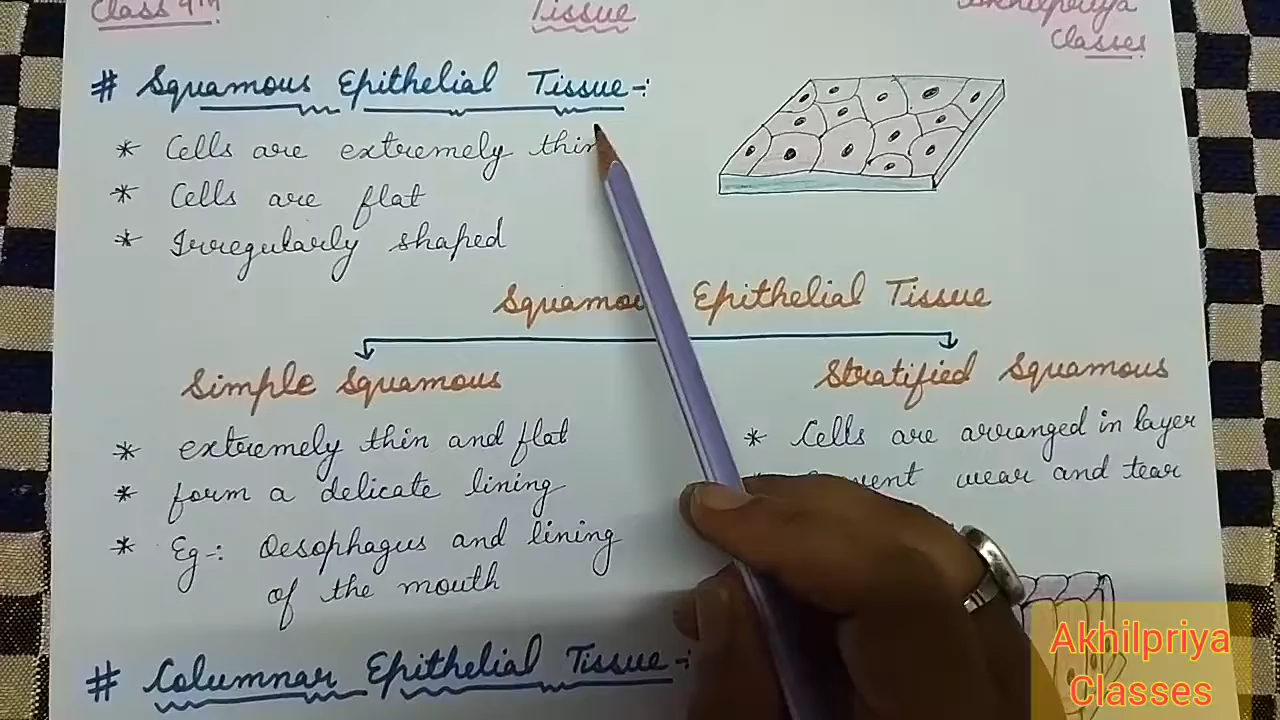 Class 9th
Tissue
Akhilpriya
Classes
# Squamous Epithelial Tissue-:
* Cells are extremely thin
* Cells are flat
* Irregularly shaped
Epithelial Tissue
Simple Squamous
* extremely thin and flat
* form a delicate lining
* Eg-: Oesophagus and lining
of the mouth
Stratified Squamous
* Cells are arranged in layer
wear and tear
# Columnar Epithelial Tissue-:
Akhilpriya
Classes